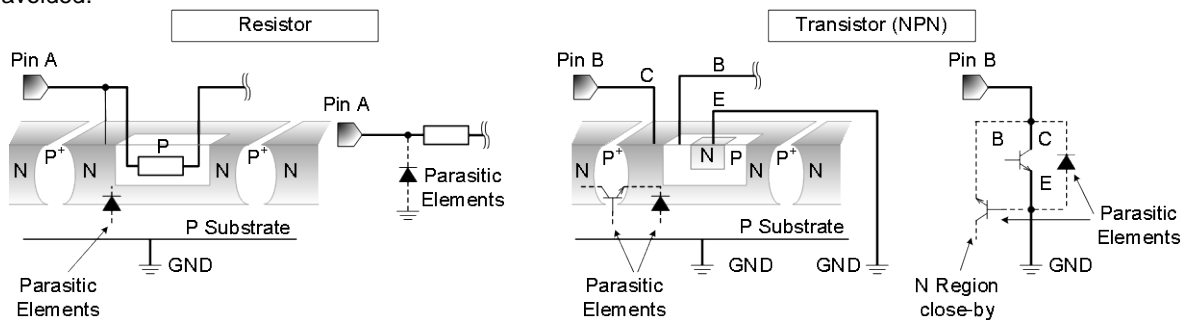 avoided.
Resistor
Transistor (NPN)
Pin A
Pin A
N
P+
N
P
N
P+
N
Parasitic
Elements
P Substrate
GND
Parasitic
Elements
Pin B
C
B
E
N
P+
N
N
P
N
P+
N
P Substrate
GND
GND
Parasitic
Elements
Pin B
B
C
E
Parasitic
Elements
GND
N Region
close-by